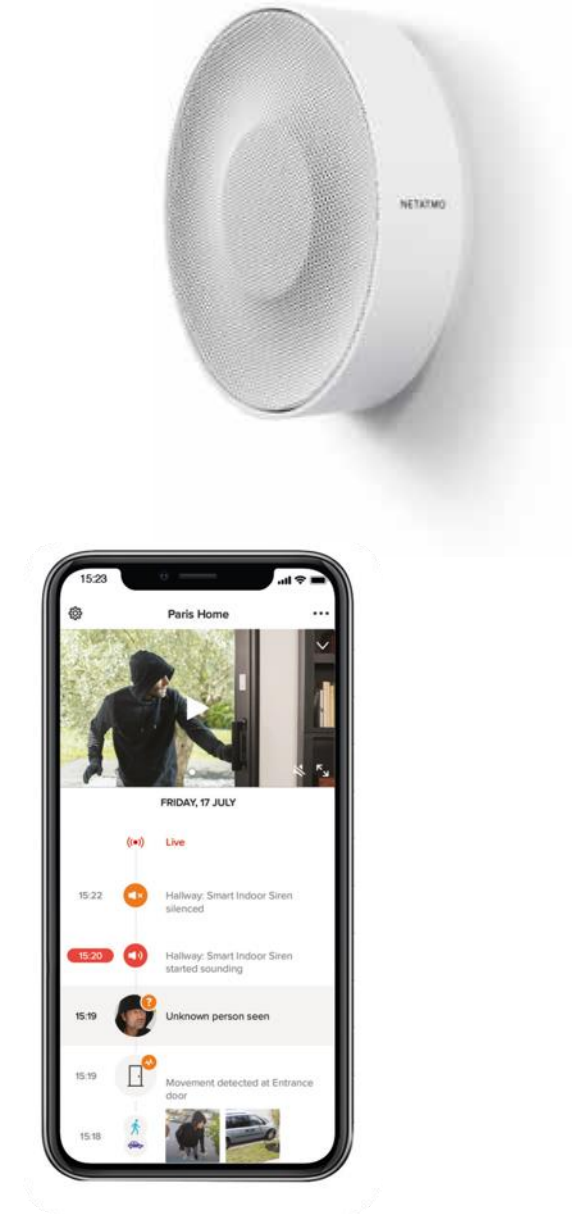 NETATMO
15:23
Paris Home
FRIDAY, 17 JULY
Live
15:22
Hallway: Smart Indoor Siren
silenced
15:20
Hallway: Smart Indoor Siren
started sounding
?
15:19
Unknown person seen
15:19
Movement detected at Entrance
door
15:18